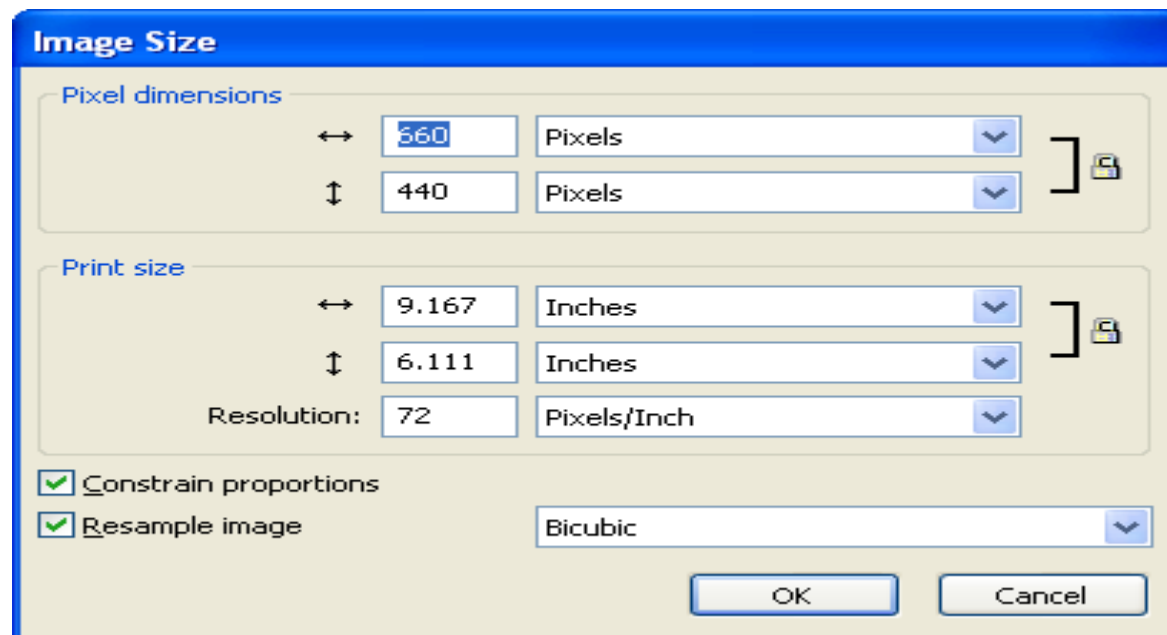 Image Size
Pixel dimensions
↔ 660 Pixels
↕ 440 Pixels
Print size
↔ 9.167 Inches
↕ 6.111 Inches
Resolution: 72 Pixels/Inch
Constrain proportions
Resample image Bicubic
OK Cancel